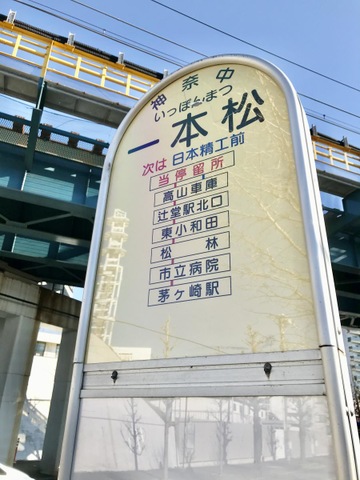 神奈中
いっぽんまつ
一本松
次は 日本精工前
当停留所
高山車庫
辻堂駅北口
東小和田
松林
市立病院
茅ヶ崎駅